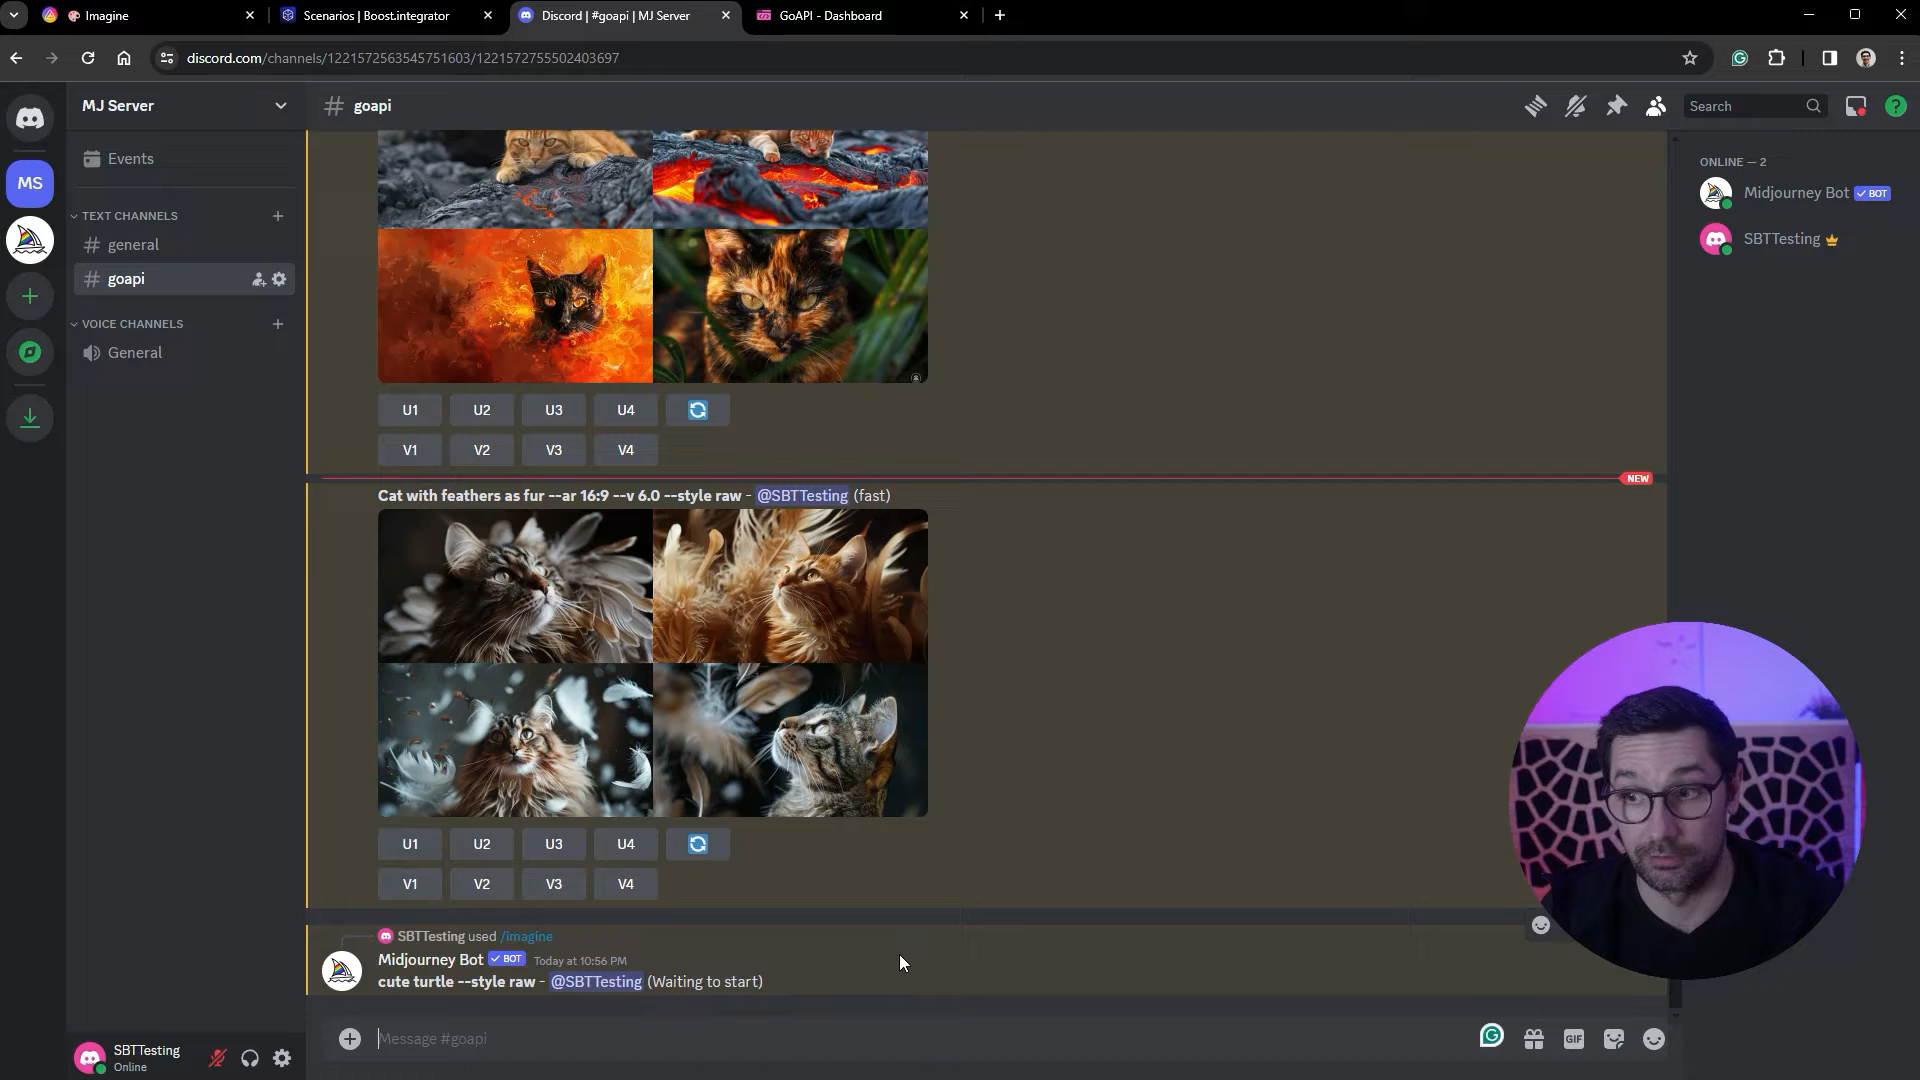 Imagine
Scenarios | Boost.integrator
Discord | #goapi | MJ Server
GoAPI - Dashboard
discord.com/channels/1221572563545751603/1221572755502403697
MJ Server
goapi
Search
Events
MS
TEXT CHANNELS
general
goapi
VOICE CHANNELS
General
ONLINE — 2
Midjourney Bot BOT
SBTTesting
U1 U2 U3 U4
V1 V2 V3 V4
NEW
Cat with feathers as fur --ar 16:9 --v 6.0 --style raw - @SBTTesting (fast)
U1 U2 U3 U4
V1 V2 V3 V4
SBTTesting used /imagine
Midjourney Bot BOT Today at 10:56 PM
cute turtle --style raw - @SBTTesting (Waiting to start)
Message #goapi
GIF
SBTTesting
Online